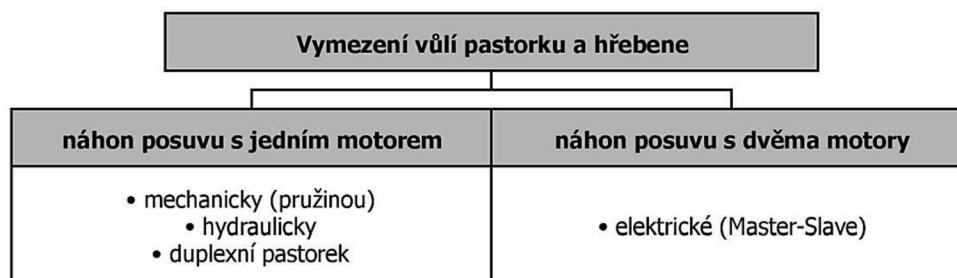 Vymezení vůlí pastorku a hřebene
náhon posuvu s jedním motorem
náhon posuvu s dvěma motory
• mechanicky (pružinou)
• hydraulicky
• duplexní pastorek
• elektrické (Master-Slave)